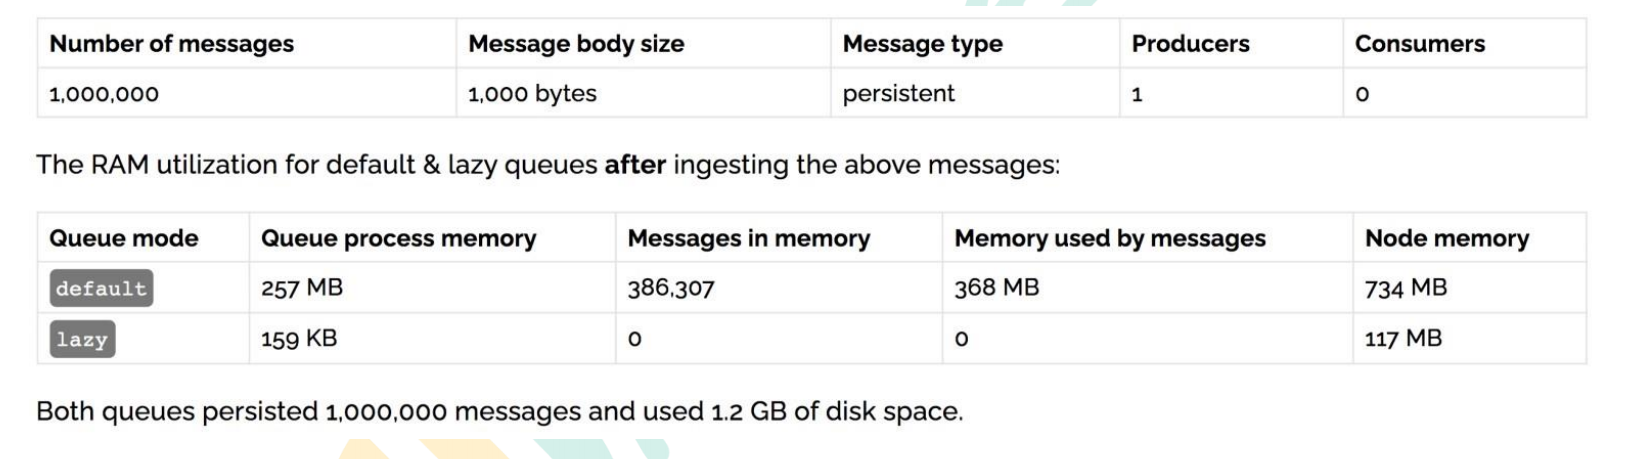 Number of messages Message body size Message type Producers Consumers
1,000,000 1,000 bytes persistent 1 0
The RAM utilization for default & lazy queues after ingesting the above messages:
Queue mode Queue process memory Messages in memory Memory used by messages Node memory
default 257 MB 386,307 368 MB 734 MB
lazy 159 KB 0 0 117 MB
Both queues persisted 1,000,000 messages and used 1.2 GB of disk space.